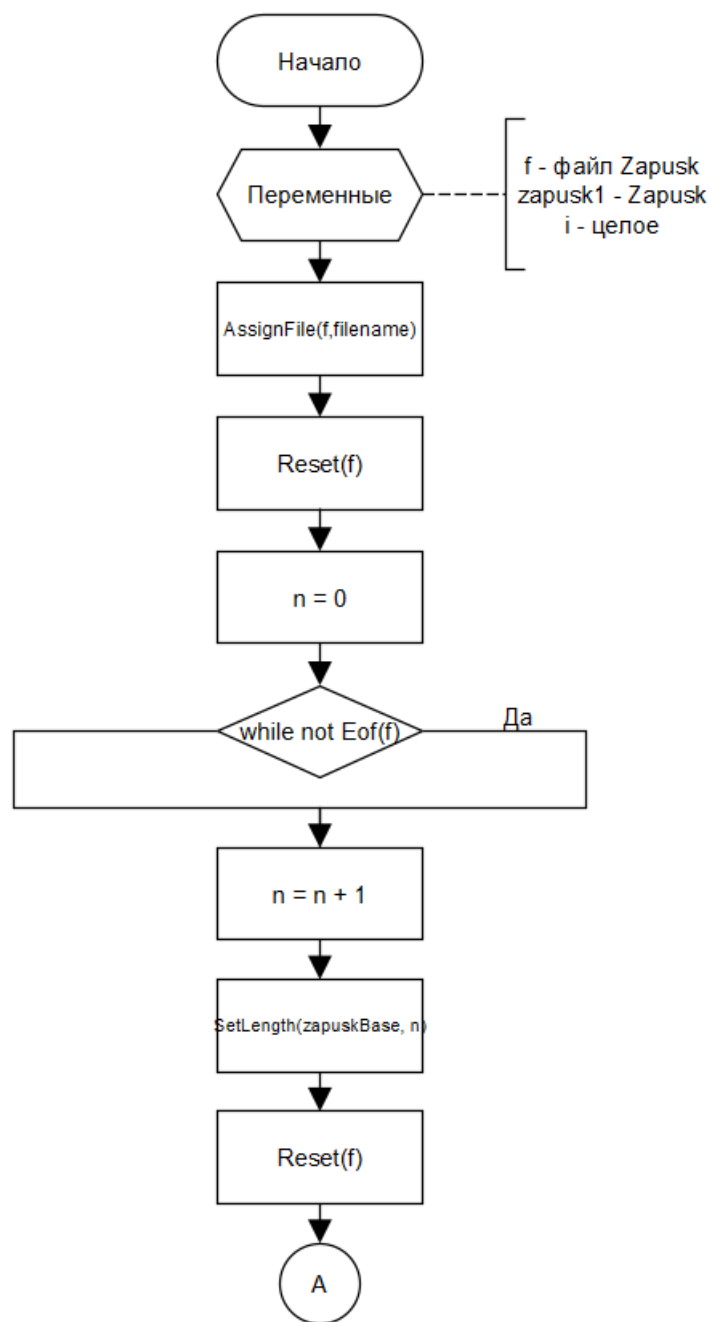 Начало
Переменные
f - файл Zapusk
zapusk1 - Zapusk
i - целое
AssignFile(f,filename)
Reset(f)
n = 0
while not Eof(f)
Да
n = n + 1
SetLength(zapuskBase, n)
Reset(f)
А